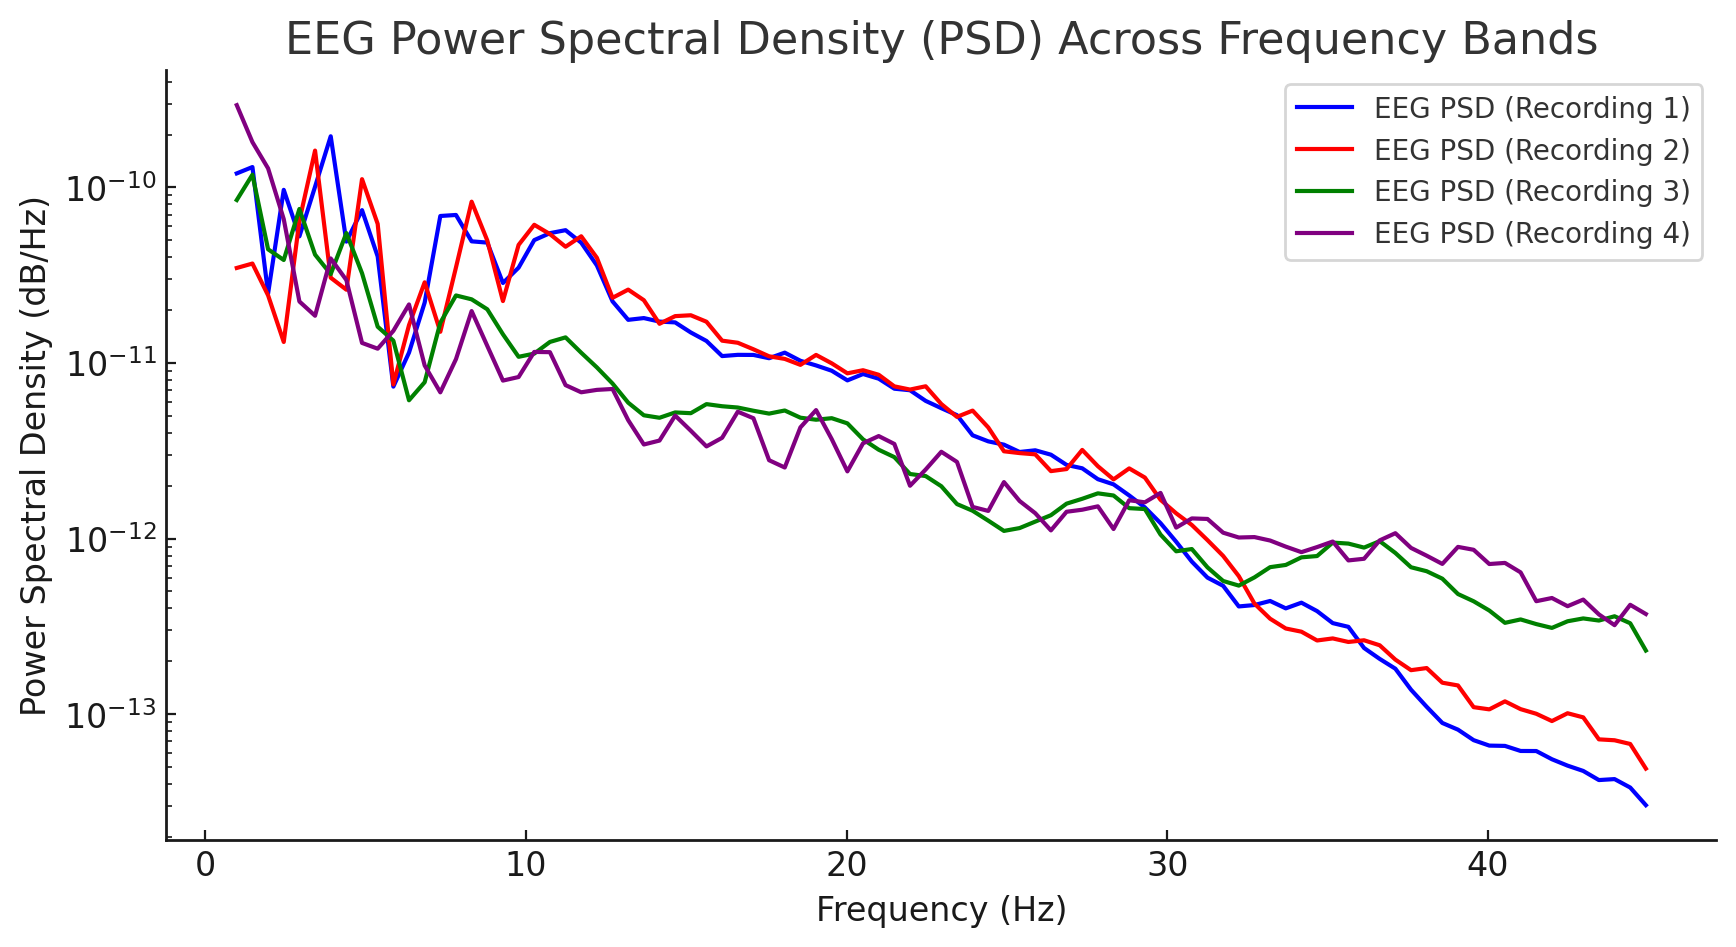 EEG Power Spectral Density (PSD) Across Frequency Bands
EEG PSD (Recording 1)
EEG PSD (Recording 2)
EEG PSD (Recording 3)
EEG PSD (Recording 4)
Power Spectral Density (dB/Hz)
10⁻¹⁰
10⁻¹¹
10⁻¹²
10⁻¹³
0 10 20 30 40
Frequency (Hz)